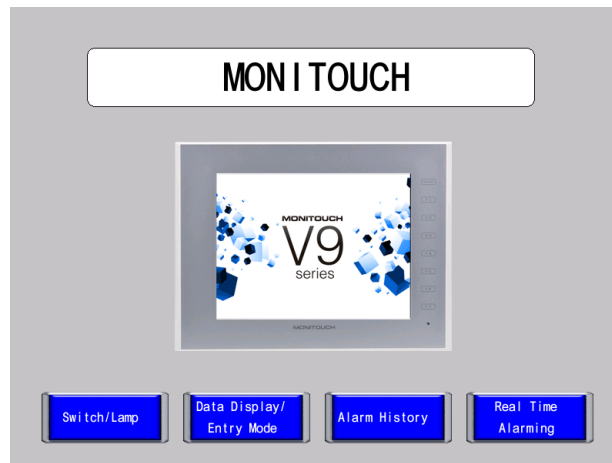 MONITOUCH
MONITOUCH
V9
series
MONITOUCH
Switch/Lamp
Data Display/
Entry Mode
Alarm History
Real Time
Alarming